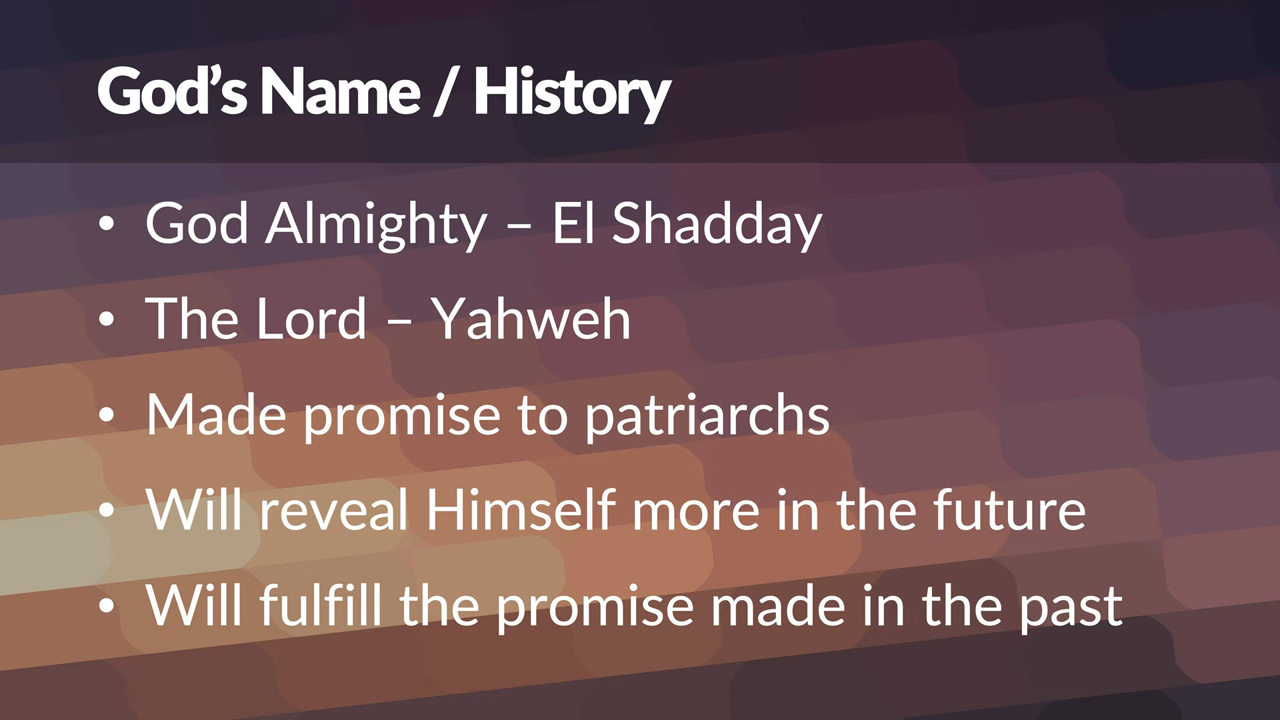 God’s Name / History
• God Almighty – El Shadday
• The Lord – Yahweh
• Made promise to patriarchs
• Will reveal Himself more in the future
• Will fulfill the promise made in the past